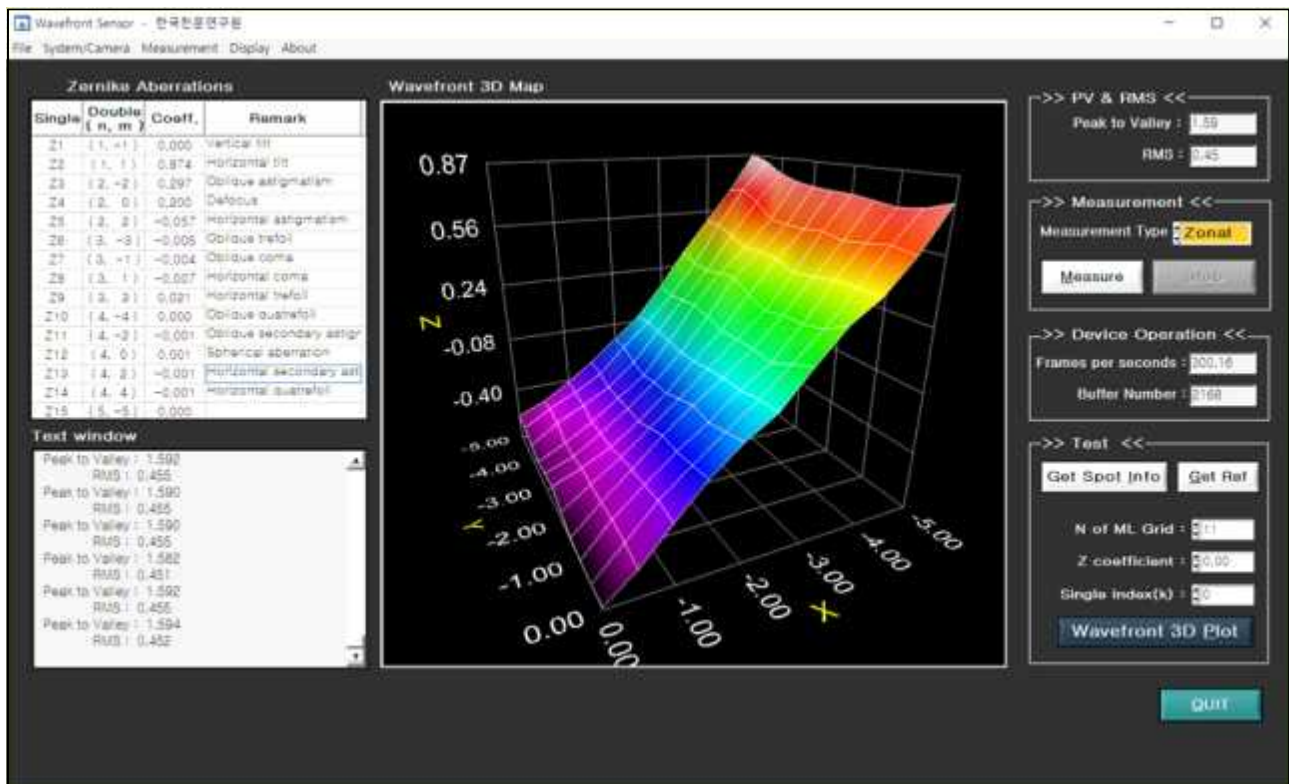 Wavefront Sensor - 한국천문연구원
File System/Camera Measurement Display About
Zernike Aberrations
Single Double ( n, m ) Coeff. Remark
Z1 ( 1, -1 ) 0.000 Vertical tilt
Z2 ( 1, 1 ) 0.874 Horizontal tilt
Z3 ( 2, -2 ) 0.297 Oblique astigmatism
Z4 ( 2, 0 ) 0.200 Defocus
Z5 ( 2, 2 ) -0.057 Horizontal astigmatism
Z6 ( 3, -3 ) -0.005 Oblique trefoil
Z7 ( 3, -1 ) -0.004 Oblique coma
Z8 ( 3, 1 ) -0.007 Horizontal coma
Z9 ( 3, 3 ) 0.021 Horizontal trefoil
Z10 ( 4, -4 ) 0.000 Oblique quatrefoil
Z11 ( 4, -2 ) -0.001 Oblique secondary astigr
Z12 ( 4, 0 ) 0.001 Spherical aberration
Z13 ( 4, 2 ) -0.001 Horizontal secondary asti
Z14 ( 4, 4 ) -0.001 Horizontal quatrefoil
Z15 ( 5, -5 ) 0.000
Text window
Peak to Valley : 1.592
RMS : 0.455
Peak to Valley : 1.590
RMS : 0.455
Peak to Valley : 1.590
RMS : 0.455
Peak to Valley : 1.582
RMS : 0.451
Peak to Valley : 1.592
RMS : 0.455
Peak to Valley : 1.594
RMS : 0.452
Wavefront 3D Map
0.87
0.56
0.24
-0.08
-0.40
Z
-5.00
-4.00
-3.00
-2.00
-1.00
0.00
Y
0.00
-1.00
-2.00
-3.00
-4.00
-5.00
X
>> PV & RMS <<
Peak to Valley : 1.59
RMS : 0.45
>> Measurement <<
Measurement Type Zonal
Measure
>> Device Operation <<
Frames per seconds : 300.16
Buffer Number : 2168
>> Test <<
Get Spot Info Get Ref
N of ML Grid : 11
Z coefficient : 0.00
Single index(k) : 0
Wavefront 3D Plot
QUIT